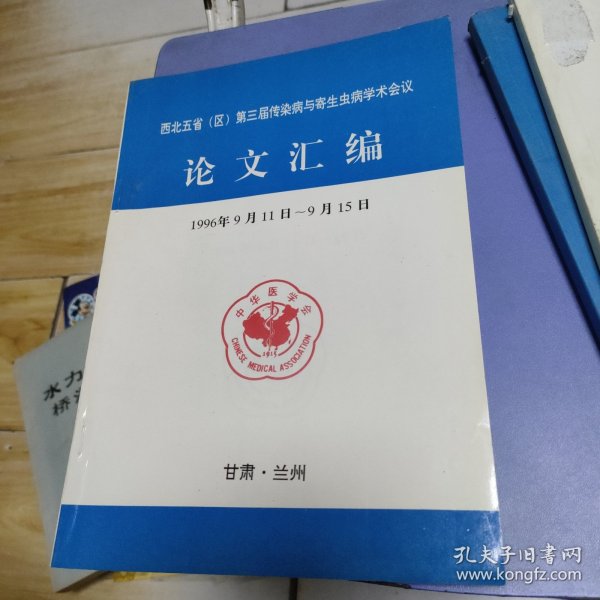 西北五省（区）第三届传染病与寄生虫病学术会议
论文汇编
1996年9月11日～9月15日
中华医学会
1915
CHINESE MEDICAL ASSOCIATION
甘肃·兰州
水力
桥
孔夫子旧书网
www.kongfz.com